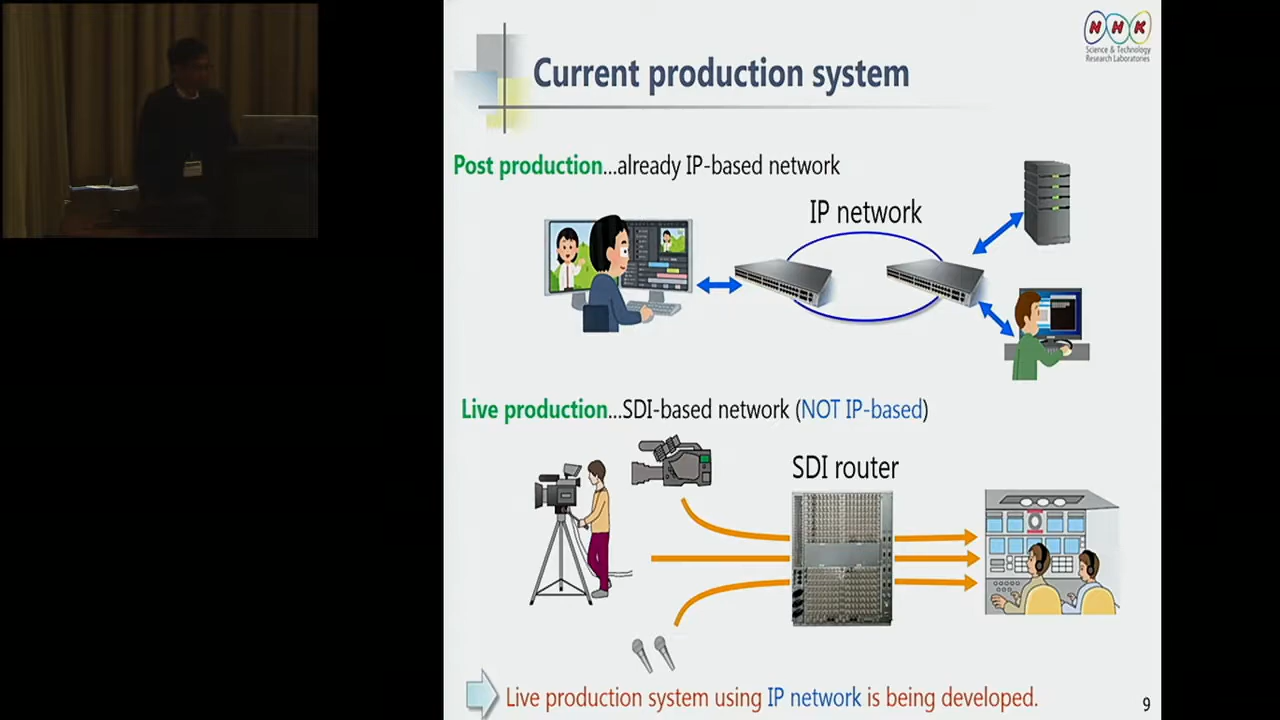 NHK
Science & Technology
Research Laboratories
Current production system
Post production...already IP-based network
IP network
Live production...SDI-based network (NOT IP-based)
SDI router
Live production system using IP network is being developed.
9